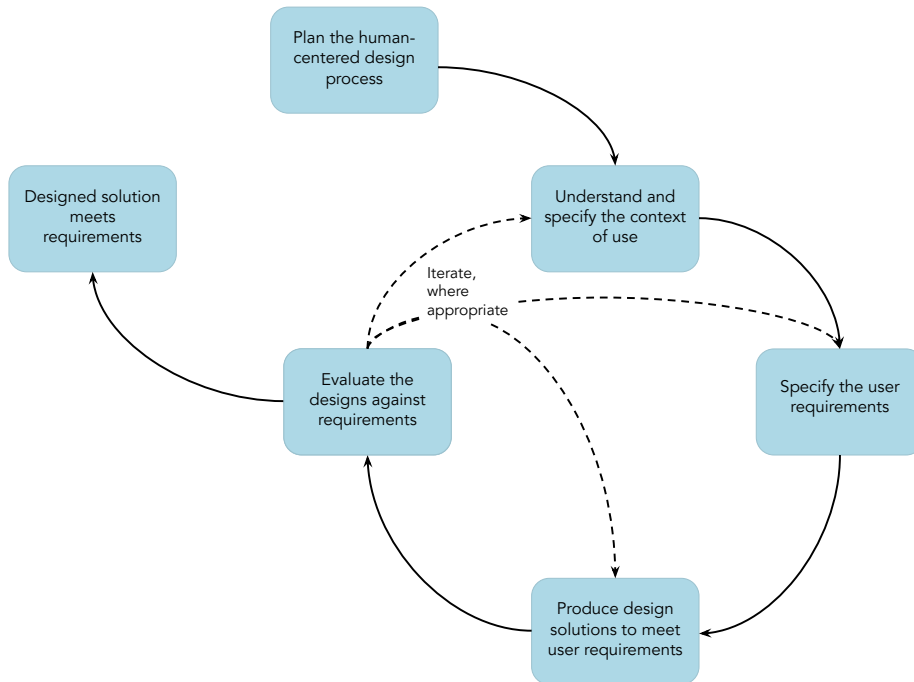 Plan the human-
centered design
process
Understand and
specify the context
of use
Designed solution
meets
requirements
Iterate,
where
appropriate
Evaluate the
designs against
requirements
Specify the user
requirements
Produce design
solutions to meet
user requirements